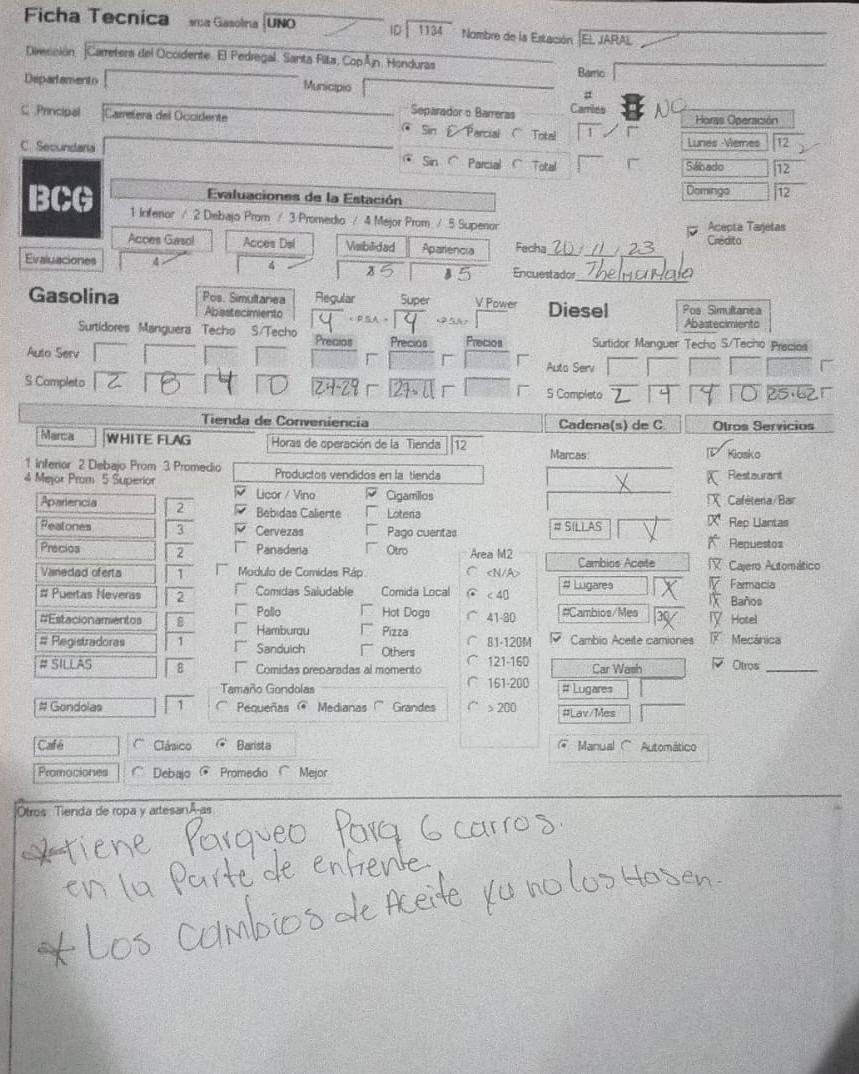 Ficha Tecnica arca Gasolina UNO ID 1134 Nombre de la Estación EL JARAL
Dirección Carretera del Occidente. El Pedregal. Santa Rita, CopÃ¡n, Honduras
Barrio
Departamento Municipio
C. Principal Carretera del Occidente
Separador o Barreras
Sin Parcial Total
# Carriles 1 NO
Horas Operación
Lunes -Viernes 12
C. Secundaria
Sin Parcial Total
Sábado 12
Domingo 12
BCG
Evaluaciones de la Estación
1 Inferior / 2 Debajo Prom / 3 Promedio / 4 Mejor Prom / 5 Superior
Acepta Tarjetas Crédito
Acces Gasol Acces Dsl Visibilidad Apariencia
Evaluaciones 4 4 5 5
Fecha 20/11/23
Encuestador
Gasolina
Pos. Simultanea Abastecimiento
Regular Super V Power
4 4
Surtidores Manguera Techo S/Techo Precios Precios Precios
Auto Serv
S Completo 2 8 4 0 24-29
Diesel
Pos. Simultanea Abastecimiento
Surtidor Manguer Techo S/Techo Precios
Auto Serv
S Completo 2 4 4 0 25.62
Tienda de Conveniencia
Marca WHITE FLAG Horas de operación de la Tienda 12
1 Inferior 2 Debajo Prom 3 Promedio
4 Mejor Prom 5 Superior
Apariencia 2
Peatones 3
Precios 2
Variedad oferta 1
# Puertas Neveras 2
#Estacionamientos 8
# Registradoras 1
# SILLAS 8
# Gondolas 1
Productos vendidos en la tienda
Licor / Vino Cigarrillos
Bebidas Caliente Loteria
Cervezas Pago cuentas
Panaderia Otro
Modulo de Comidas Ráp.
Comidas Saludable Comida Local
Pollo Hot Dogs
Hamburgu Pizza
Sanduich Others
Comidas preparadas al momento
Tamaño Gondolas
Pequeñas Medianas Grandes
Area M2
<N/A>
< 40
41-80
81-120M
121-160
161-200
> 200
Café Clásico Barista
Promociones Debajo Promedio Mejor
Cadena(s) de C.
Marcas: X
# SILLAS
Cambios Aceite
# Lugares X
#Cambios/Mes 30
Cambio Aceite camiones
Car Wash
# Lugares
#Lav/Mes
Manual Automático
Otros Servicios
Kiosko
Restaurant
Cafétería/Bar
Rep Llantas
Repuestos
Cajero Automático
Farmacia
Baños
Hotel
Mecánica
Otros
Otros Tienda de ropa y artesanÃ­as.
*tiene Parqueo Para 6 carros.
en la Parte de enfrente.
* Los cambios de Aceite ya no los Hasen.